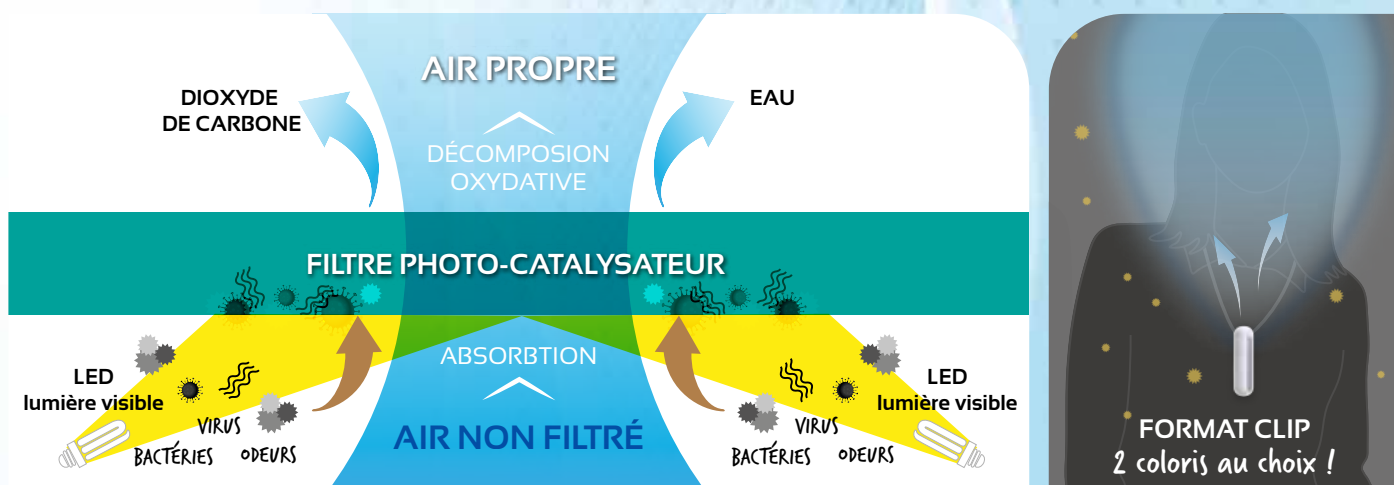 AIR PROPRE
DIOXYDE
DE CARBONE
EAU
DÉCOMPOSION
OXYDATIVE
FILTRE PHOTO-CATALYSATEUR
ABSORBTION
LED
lumière visible
VIRUS
BACTÉRIES
ODEURS
AIR NON FILTRÉ
LED
lumière visible
VIRUS
BACTÉRIES
ODEURS
FORMAT CLIP
2 coloris au choix !